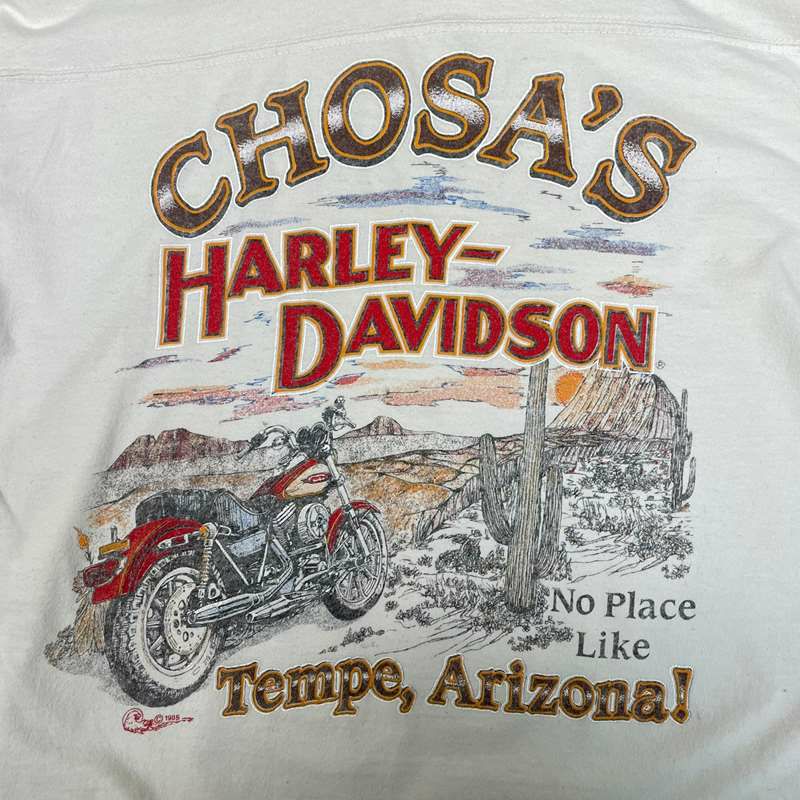 CHOSA'S
HARLEY-
DAVIDSON®
No Place
Like
Tempe, Arizona!